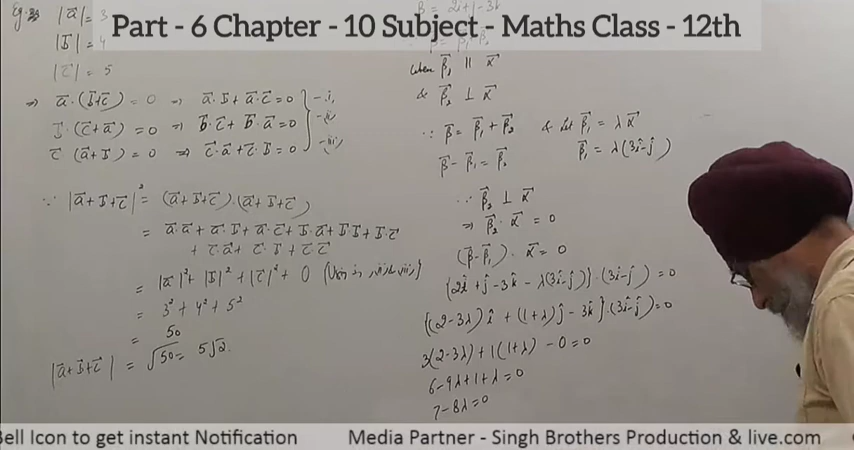 Part - 6 Chapter - 10 Subject - Maths Class - 12th
|a⃗| = 3
|b⃗| = 4
|c⃗| = 5
⇒ a⃗·(b⃗+c⃗) = 0 ⇒ a⃗·b⃗ + a⃗·c⃗ = 0 } -(i)
b⃗·(c⃗+a⃗) = 0 ⇒ b⃗·c⃗ + b⃗·a⃗ = 0 -(ii)
c⃗ (a⃗+b⃗) = 0 ⇒ c⃗·a⃗ + c⃗·b⃗ = 0 -(iii)
∵ |a⃗+b⃗+c⃗|² = (a⃗+b⃗+c⃗)·(a⃗+b⃗+c⃗)
= a⃗·a⃗ + a⃗·b⃗ + a⃗·c⃗ + b⃗·a⃗ + b⃗·b⃗ + b⃗·c⃗
+ c⃗·a⃗ + c⃗·b⃗ + c⃗·c⃗
= |a⃗|² + |b⃗|² + |c⃗|² + 0
= 3² + 4² + 5²
= 50
|a⃗+b⃗+c⃗| = √50 = 5√2.
β⃗ = 2i+j-3k
β⃗ = β⃗₁ + β⃗₂
when β⃗₁ || α⃗
& β⃗₂ ⊥ α⃗
∵ β⃗ = β⃗₁ + β⃗₂ & let β⃗₁ = λα⃗
β⃗ - β⃗₁ = β⃗₂ β⃗₁ = λ(3î-ĵ)
∵ β⃗₂ ⊥ α⃗
⇒ β⃗₂ · α⃗ = 0
(β⃗-β⃗₁) · α⃗ = 0
{2î + ĵ - 3k̂ - λ(3î-ĵ)}·(3î-ĵ) = 0
{(2-3λ)î + (1+λ)ĵ - 3k̂}·(3î-ĵ) = 0
3(2-3λ) + 1(1+λ) - 0 = 0
6-9λ+1+λ = 0
7-8λ = 0
Bell Icon to get instant Notification Media Partner - Singh Brothers Production & live.com